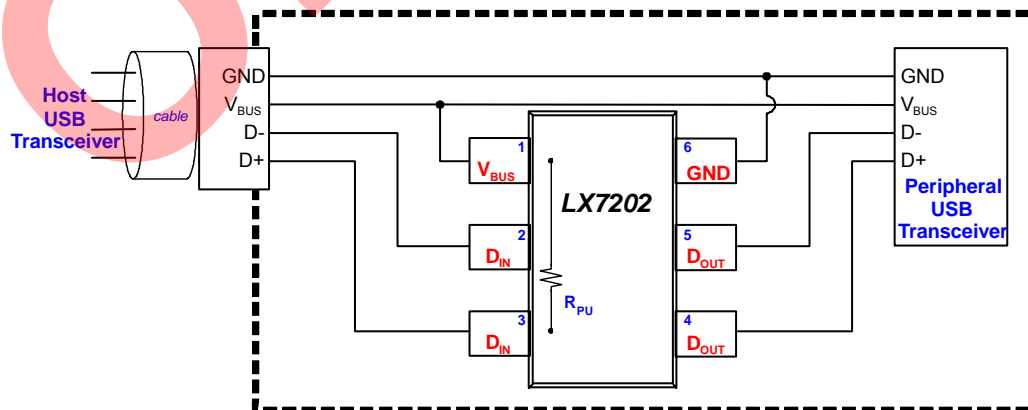 Host
USB
Transceiver
cable
GND
VBUS
D-
D+
1
VBUS
2
DIN
3
DIN
LX7202
RPU
6
GND
5
DOUT
4
DOUT
GND
VBUS
D-
D+
Peripheral
USB
Transceiver